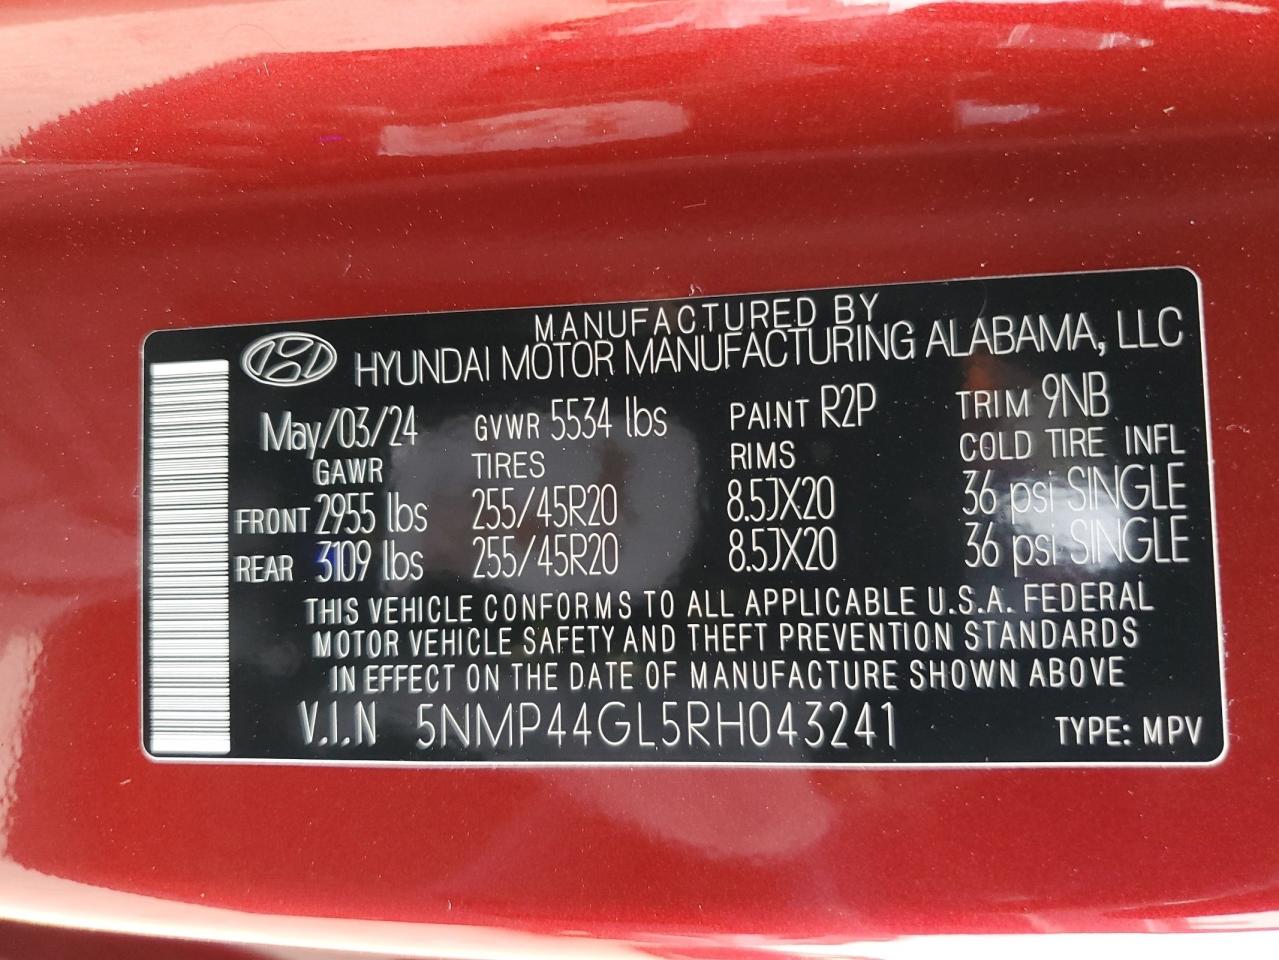 MANUFACTURED BY
HYUNDAI MOTOR MANUFACTURING ALABAMA, LLC
May/03/24 GVWR 5534 lbs PAINT R2P TRIM 9NB
GAWR TIRES RIMS COLD TIRE INFL
FRONT 2955 lbs 255/45R20 8.5JX20 36 psi SINGLE
REAR 3109 lbs 255/45R20 8.5JX20 36 psi SINGLE
THIS VEHICLE CONFORMS TO ALL APPLICABLE U.S.A. FEDERAL
MOTOR VEHICLE SAFETY AND THEFT PREVENTION STANDARDS
IN EFFECT ON THE DATE OF MANUFACTURE SHOWN ABOVE
V.I.N 5NMP44GL5RH043241 TYPE: MPV